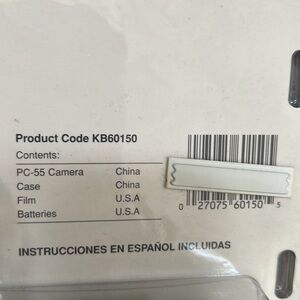 Product Code KB60150
Contents:
PC-55 Camera China
Case China
Film U.S.A
Batteries U.S.A
0 27075 60150 5
INSTRUCCIONES EN ESPAÑOL INCLUIDAS